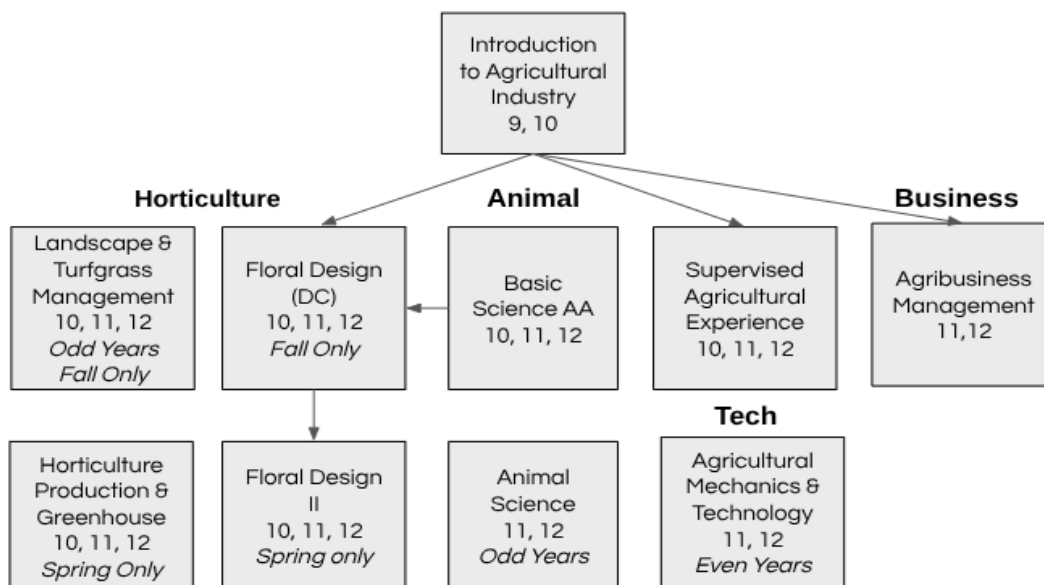 Introduction
to Agricultural
Industry
9, 10
Horticulture
Animal
Business
Landscape &
Turfgrass
Management
10, 11, 12
Odd Years
Fall Only
Floral Design
(DC)
10, 11, 12
Fall Only
Basic
Science AA
10, 11, 12
Supervised
Agricultural
Experience
10, 11, 12
Agribusiness
Management
11,12
Tech
Horticulture
Production &
Greenhouse
10, 11, 12
Spring Only
Floral Design
II
10, 11, 12
Spring only
Animal
Science
11, 12
Odd Years
Agricultural
Mechanics &
Technology
11, 12
Even Years